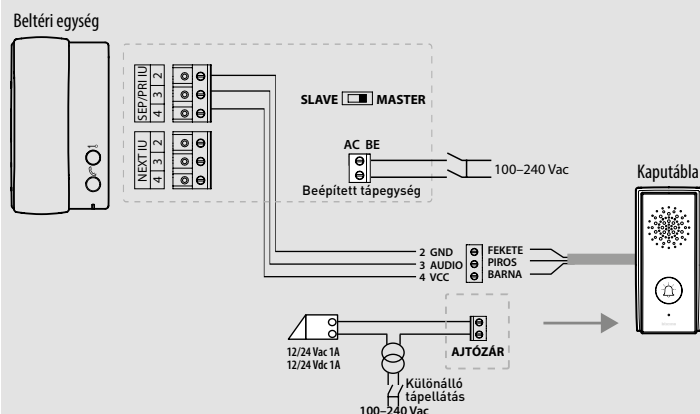 Beltéri egység
SEP/PRI IU
2
3
4
NEXT IU
2
3
4
SLAVE MASTER
AC BE
Beépített tápegység
100–240 Vac
Kaputábla
2 GND
3 AUDIO
4 VCC
FEKETE
PIROS
BARNA
12/24 Vac 1A
12/24 Vdc 1A
AJTÓZÁR
Különálló
tápellátás
100–240 Vac